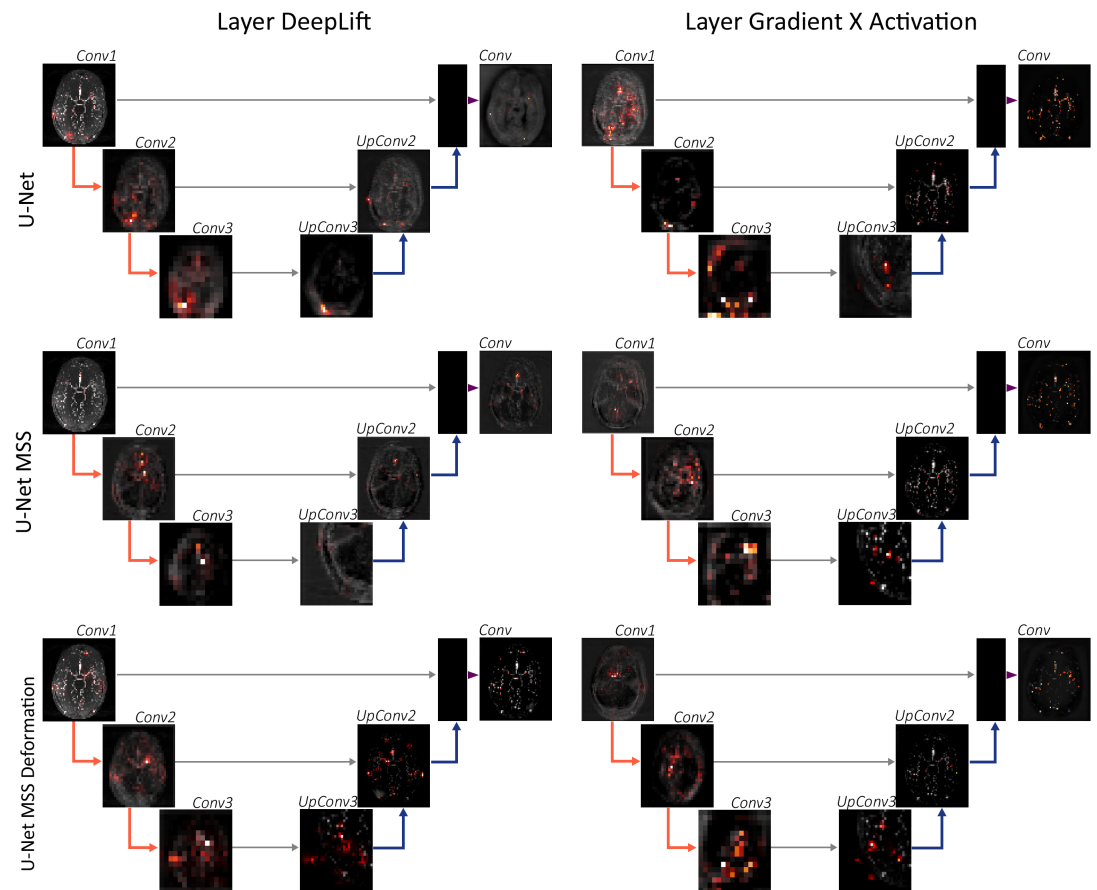 Layer DeepLift
Layer Gradient X Activation
U-Net
Conv1
Conv
Conv2
UpConv2
Conv3
UpConv3
Conv
Conv2
UpConv2
Conv3
UpConv3
U-Net MSS
Conv1
Conv
Conv2
UpConv2
Conv3
UpConv3
Conv1
Conv
Conv2
UpConv2
Conv3
UpConv3
U-Net MSS Deformation
Conv1
Conv
Conv2
UpConv2
Conv3
UpConv3
Conv1
Conv
Conv2
UpConv2
Conv3
UpConv3